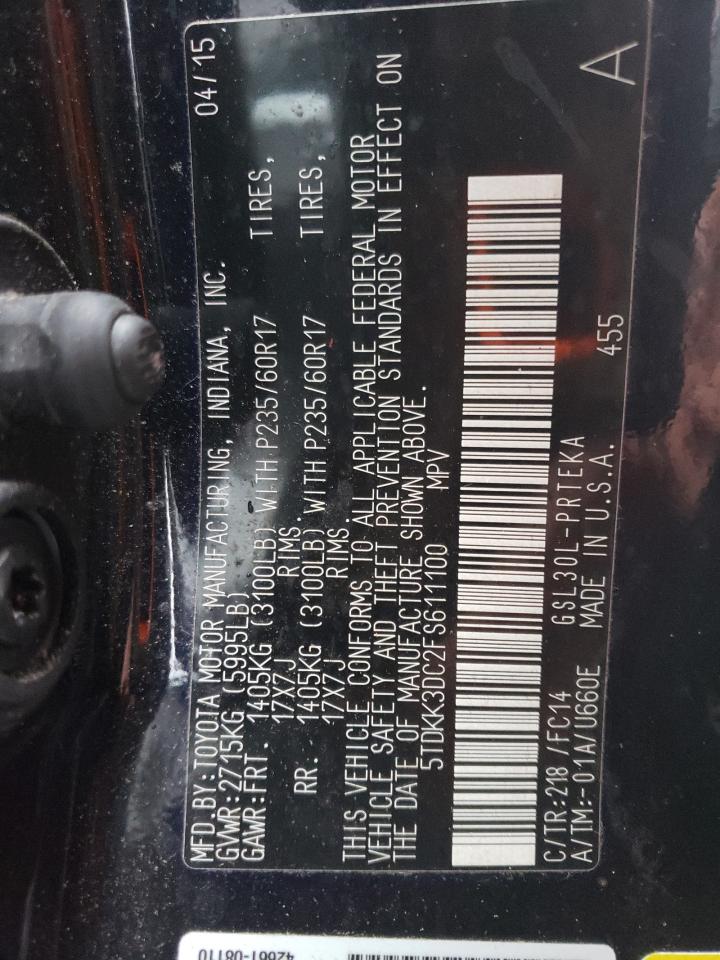 MFD.BY:TOYOTA MOTOR MANUFACTURING, INDIANA, INC. 04/15
GVWR:2715KG (5995LB)
GAWR:FRT. 1405KG (3100LB) WITH P235/60R17 TIRES,
17X7J RIMS.
RR. 1405KG (3100LB) WITH P235/60R17 TIRES,
17X7J RIMS.
THIS VEHICLE CONFORMS TO ALL APPLICABLE FEDERAL MOTOR
VEHICLE SAFETY AND THEFT PREVENTION STANDARDS IN EFFECT ON
THE DATE OF MANUFACTURE SHOWN ABOVE.
5TDKK3DC2FS611100 MPV
A
C/TR:218 /FC14 GSL30L-PRTEKA 455
A/TM:-01A/U660E MADE IN U.S.A.
42661-08110